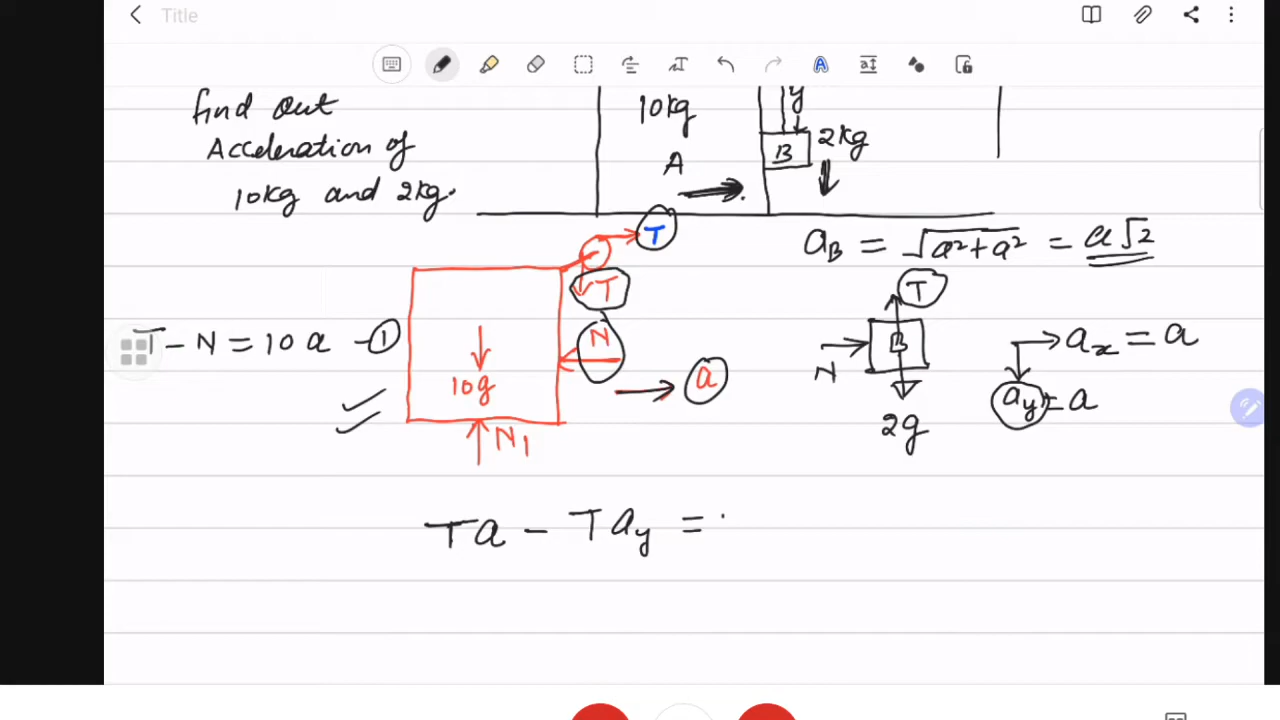 Title
find out
Acceleration of
10kg and 2kg.
10kg
A
y
B
2kg
T
T
N
a
10g
N1
T - N = 10 a - ①
aB = √a²+a² = a√2
T
B
N
2g
ax = a
ay = a
Ta - Tay =